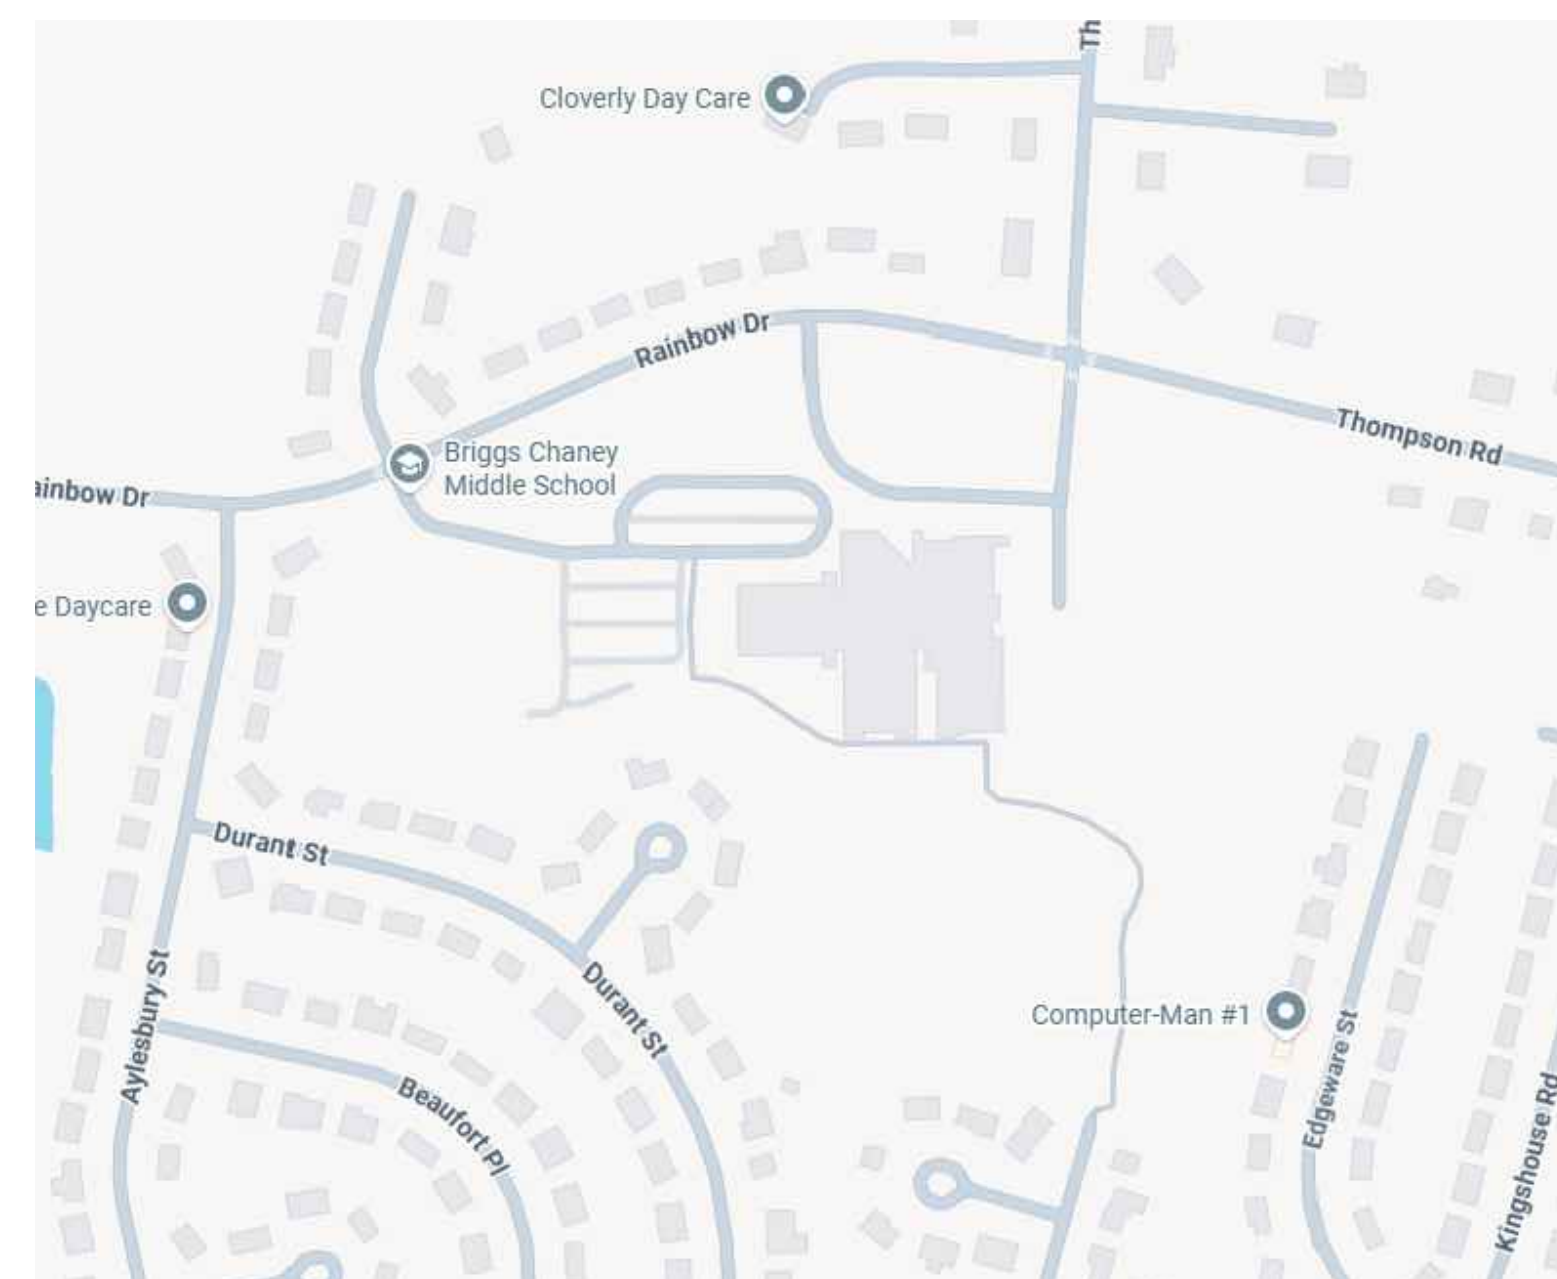 Th
Cloverly Day Care
Rainbow Dr
Thompson Rd
Briggs Chaney
Middle School
ainbow Dr
e Daycare
Durant St
Durant St
Aylesbury St
Computer-Man #1
Edgeware St
Beaufort Pl
Kingshouse Rd